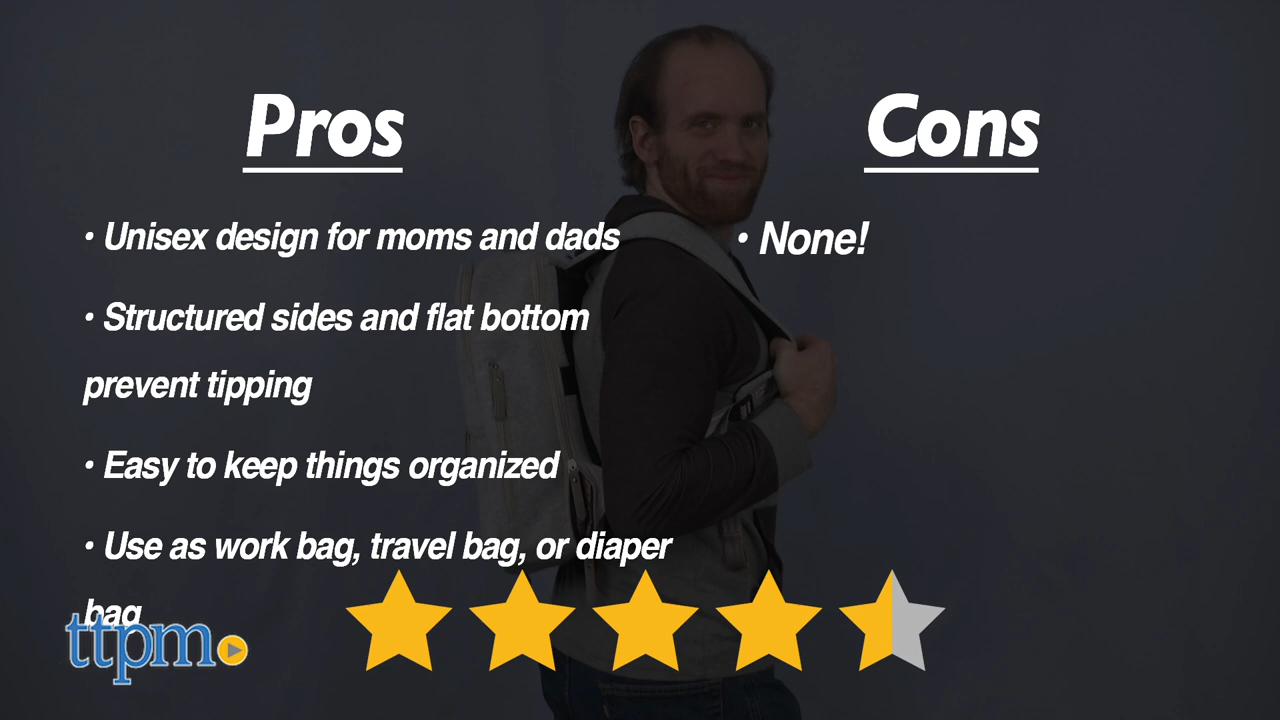 Pros
• Unisex design for moms and dads
• Structured sides and flat bottom
prevent tipping
• Easy to keep things organized
• Use as work bag, travel bag, or diaper
bag
Cons
• None!
ttpm